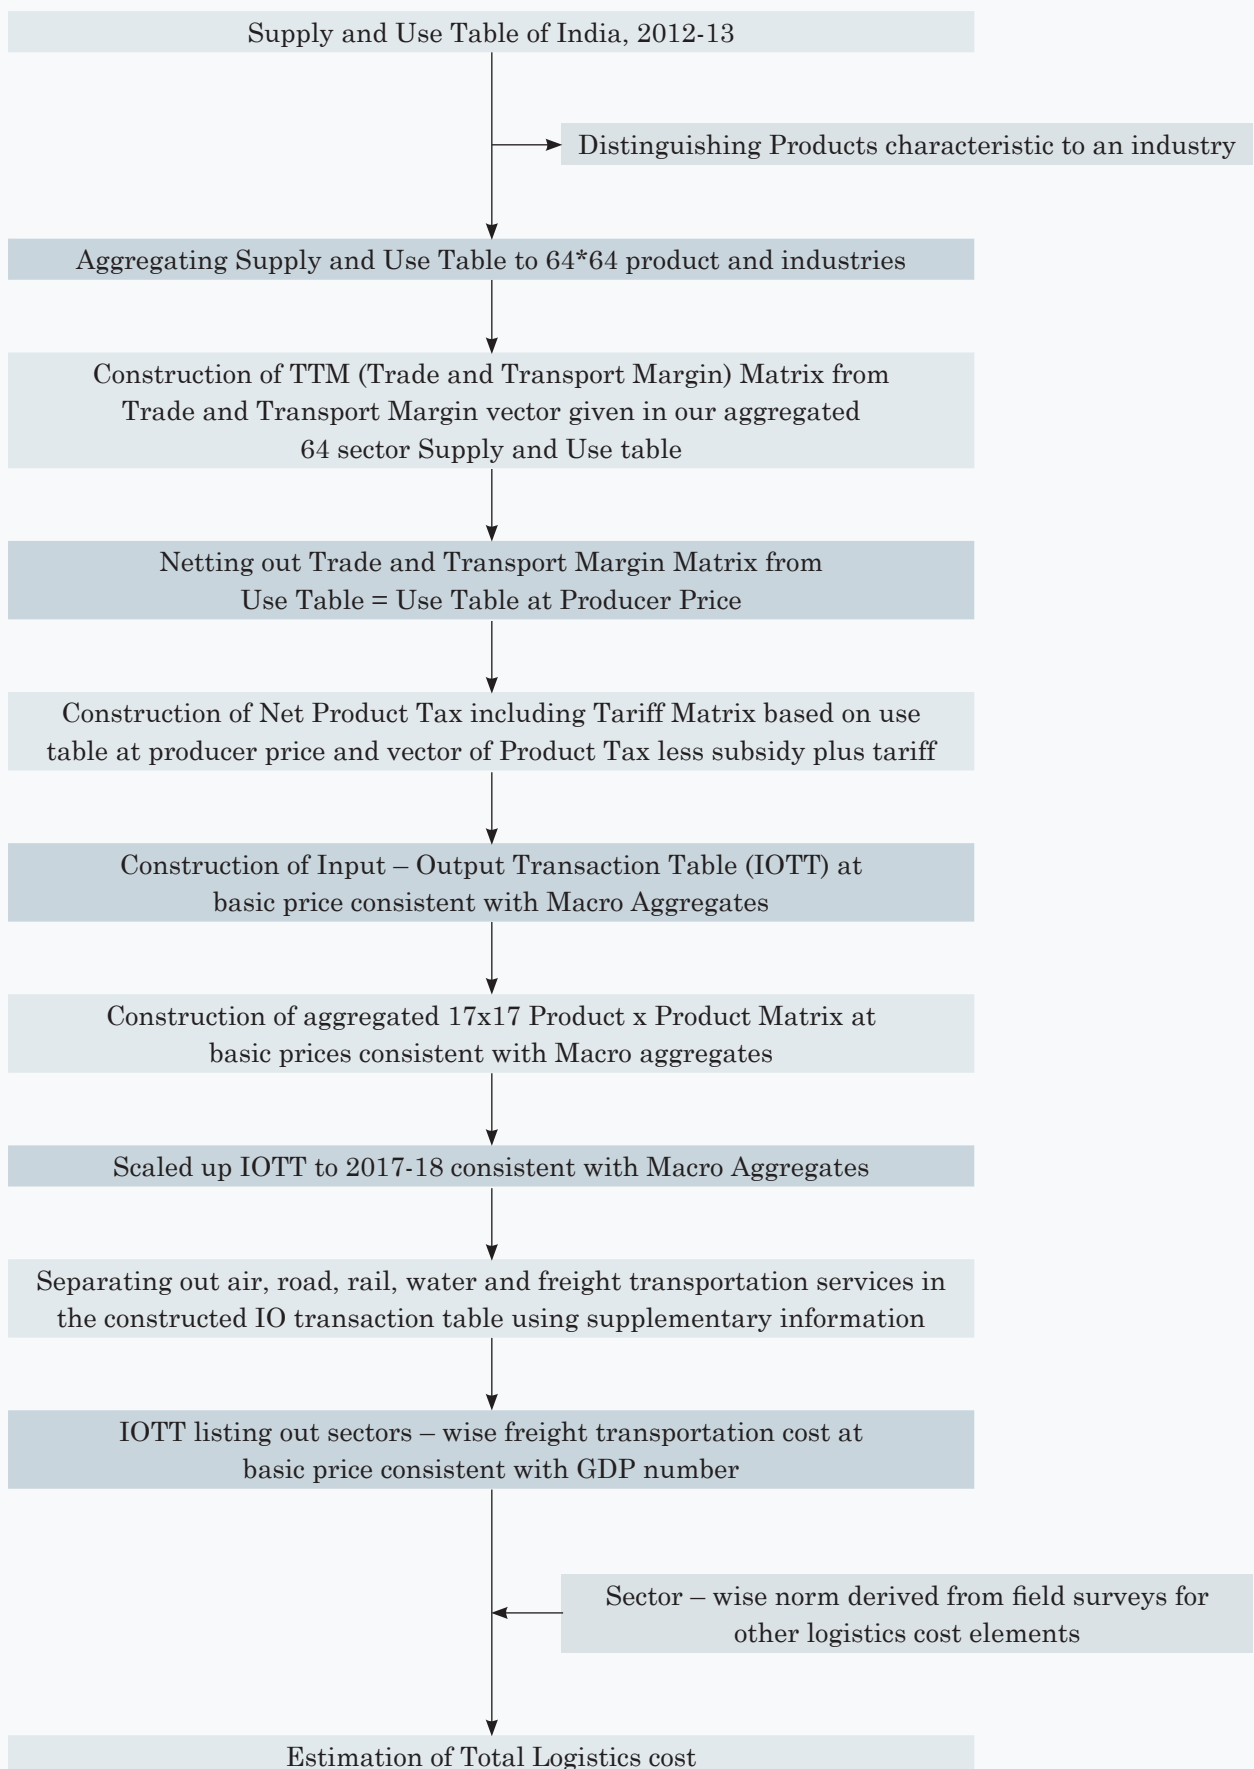 Supply and Use Table of India, 2012-13
Distinguishing Products characteristic to an industry
Aggregating Supply and Use Table to 64*64 product and industries
Construction of TTM (Trade and Transport Margin) Matrix from
Trade and Transport Margin vector given in our aggregated
64 sector Supply and Use table
Netting out Trade and Transport Margin Matrix from
Use Table = Use Table at Producer Price
Construction of Net Product Tax including Tariff Matrix based on use
table at producer price and vector of Product Tax less subsidy plus tariff
Construction of Input – Output Transaction Table (IOTT) at
basic price consistent with Macro Aggregates
Construction of aggregated 17x17 Product x Product Matrix at
basic prices consistent with Macro aggregates
Scaled up IOTT to 2017-18 consistent with Macro Aggregates
Separating out air, road, rail, water and freight transportation services in
the constructed IO transaction table using supplementary information
IOTT listing out sectors – wise freight transportation cost at
basic price consistent with GDP number
Sector – wise norm derived from field surveys for
other logistics cost elements
Estimation of Total Logistics cost